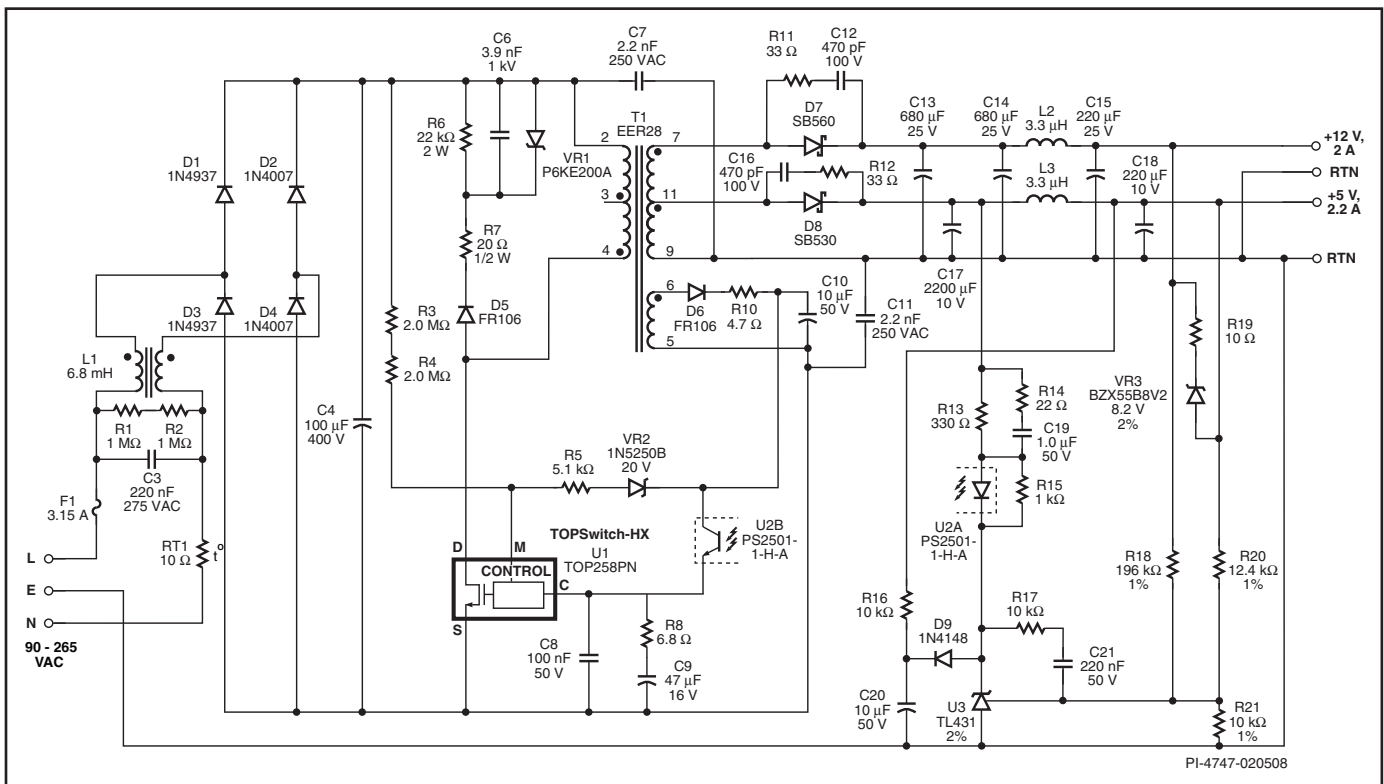 C6
3.9 nF
1 kV
C7
2.2 nF
250 VAC
R11
33 Ω
C12
470 pF
100 V
D7
SB560
C13
680 µF
25 V
C14
680 µF
25 V
L2
3.3 µH
C15
220 µF
25 V
+12 V,
2 A
RTN
+5 V,
2.2 A
RTN
R6
22 kΩ
2 W
VR1
P6KE200A
T1
EER28
2
3
4
7
11
9
6
5
C16
470 pF
100 V
R12
33 Ω
D8
SB530
L3
3.3 µH
C18
220 µF
10 V
D1
1N4937
D2
1N4007
D3
1N4937
D4
1N4007
R7
20 Ω
1/2 W
D5
FR106
R3
2.0 MΩ
R4
2.0 MΩ
D6
FR106
R10
4.7 Ω
C10
10 µF
50 V
C11
2.2 nF
250 VAC
C17
2200 µF
10 V
R19
10 Ω
VR3
BZX55B8V2
8.2 V
2%
L1
6.8 mH
R1
1 MΩ
R2
1 MΩ
C3
220 nF
275 VAC
C4
100 µF
400 V
F1
3.15 A
RT1
10 Ω
t°
L
E
N
90 - 265
VAC
R5
5.1 kΩ
VR2
1N5250B
20 V
R13
330 Ω
R14
22 Ω
C19
1.0 µF
50 V
R15
1 kΩ
U2A
PS2501-
1-H-A
U2B
PS2501-
1-H-A
TOPSwitch-HX
U1
TOP258PN
D
M
CONTROL
C
S
C8
100 nF
50 V
R8
6.8 Ω
C9
47 µF
16 V
R16
10 kΩ
D9
1N4148
R17
10 kΩ
C21
220 nF
50 V
R18
196 kΩ
1%
R20
12.4 kΩ
1%
C20
10 µF
50 V
U3
TL431
2%
R21
10 kΩ
1%
PI-4747-020508